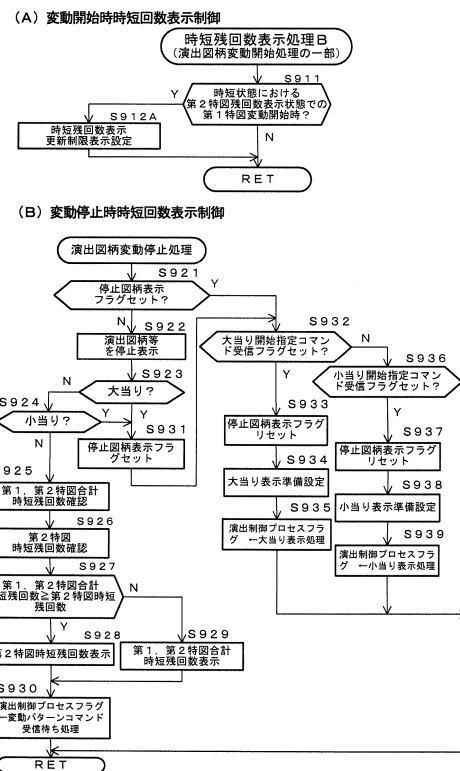 （Ａ）変動開始時時短回数表示制御
時短残回数表示処理Ｂ
（演出図柄変動開始処理の一部）
Ｓ９１１
Ｙ
時短状態における
第２特図残回数表示状態での
第１特図変動開始時？
Ｓ９１２Ａ
時短残回数表示
更新制限表示設定
Ｎ
ＲＥＴ
（Ｂ）変動停止時時短回数表示制御
演出図柄変動停止処理
Ｓ９２１
停止図柄表示
フラグセット？
Ｙ
Ｎ
Ｓ９２２
演出図柄等
を停止表示
Ｓ９３２
大当り開始指定コマン
ド受信フラグセット？
Ｎ
Ｙ
Ｓ９２３
大当り？
Ｎ
Ｙ
Ｓ９３６
小当り開始指定コマン
ド受信フラグセット？
Ｙ
Ｓ９２４
小当り？
Ｙ
Ｎ
Ｓ９３１
停止図柄表示フラ
グセット
Ｓ９３３
停止図柄表示フラグ
リセット
Ｓ９３７
停止図柄表示フラグ
リセット
Ｓ９３４
大当り表示準備設定
Ｓ９３８
小当り表示準備設定
Ｓ９３５
演出制御プロセスフラ
グ ←大当り表示処理
Ｓ９３９
演出制御プロセスフラ
グ ←小当り表示処理
９２５
第１，第２特図合計
時短残回数確認
Ｓ９２６
第２特図
時短残回数確認
Ｓ９２７
第１，第２特図合計
短残回数≧第２特図時短
残回数
Ｎ
Ｙ
Ｓ９２８
２特図時短残回数表示
Ｓ９２９
第１，第２特図合計
時短残回数表示
Ｓ９３０
演出制御プロセスフラグ
←変動パターンコマンド
受信待ち処理
ＲＥＴ